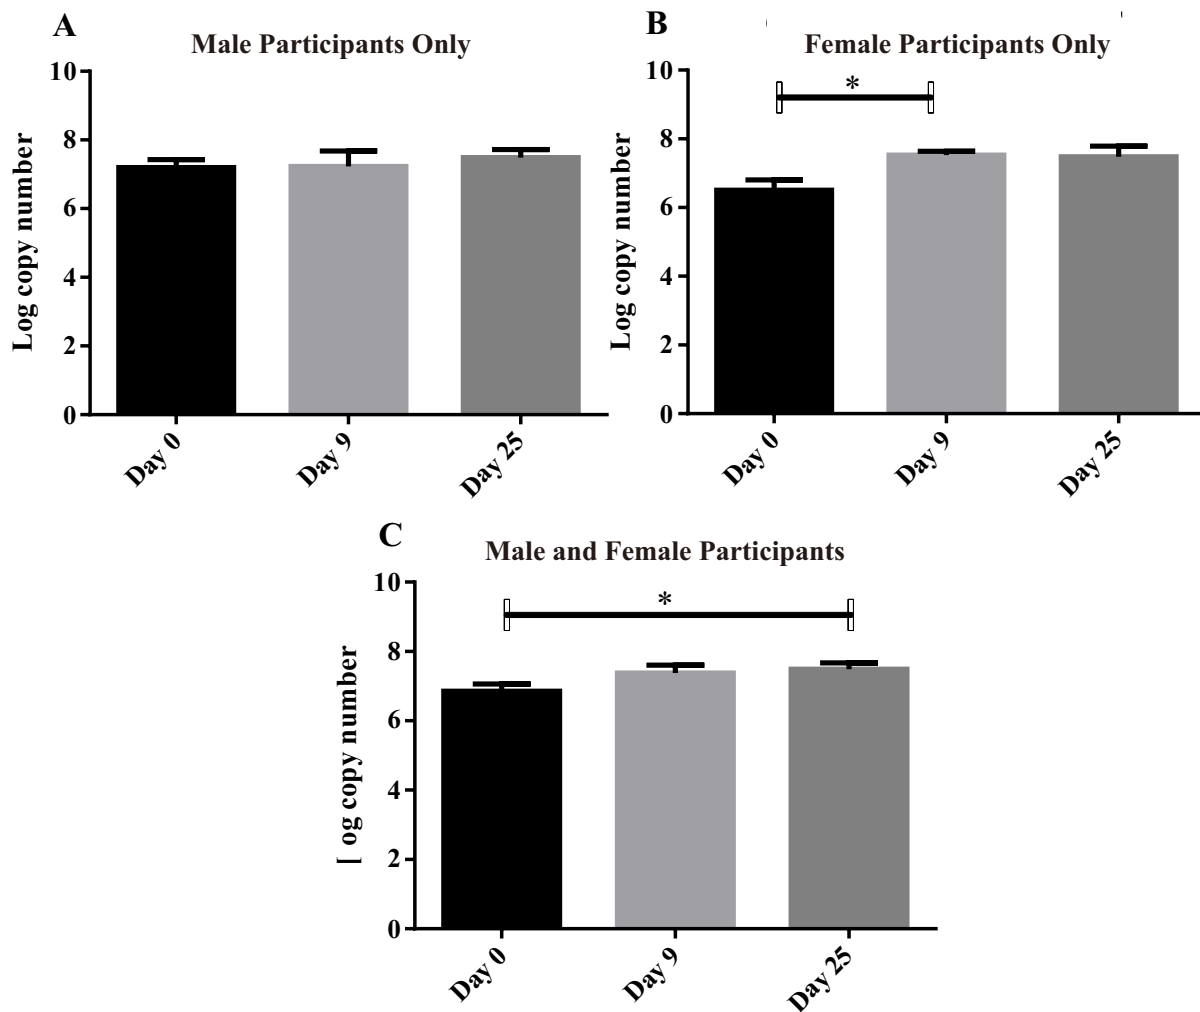 A
Male Participants Only
Log copy number
10
8
6
4
2
0
Day 0
Day 9
Day 25
B
Female Participants Only
*
Log copy number
10
8
6
4
2
0
Day 0
Day 9
Day 25
C
Male and Female Participants
*
[ og copy number
10
8
6
4
2
0
Day 0
Day 9
Day 25